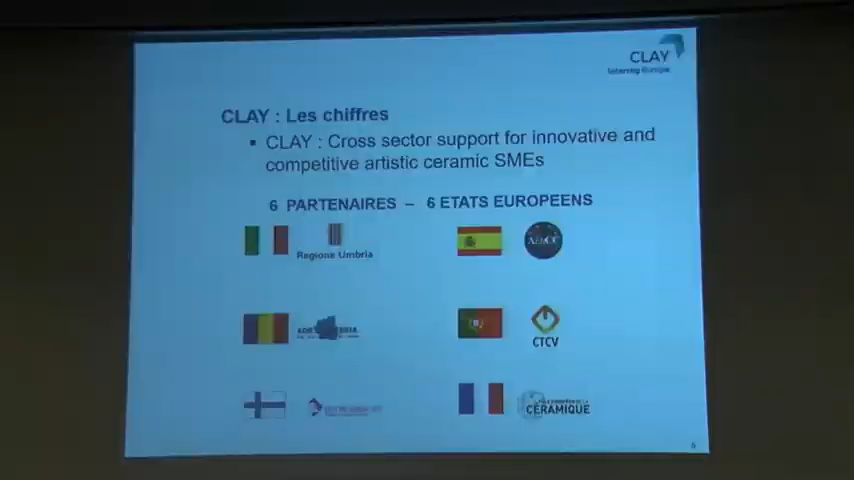 CLAY
Interreg Europe
CLAY : Les chiffres
▪ CLAY : Cross sector support for innovative and
competitive artistic ceramic SMEs
6 PARTENAIRES – 6 ETATS EUROPEENS
Regione Umbria
CTCV
CERAMIQUE